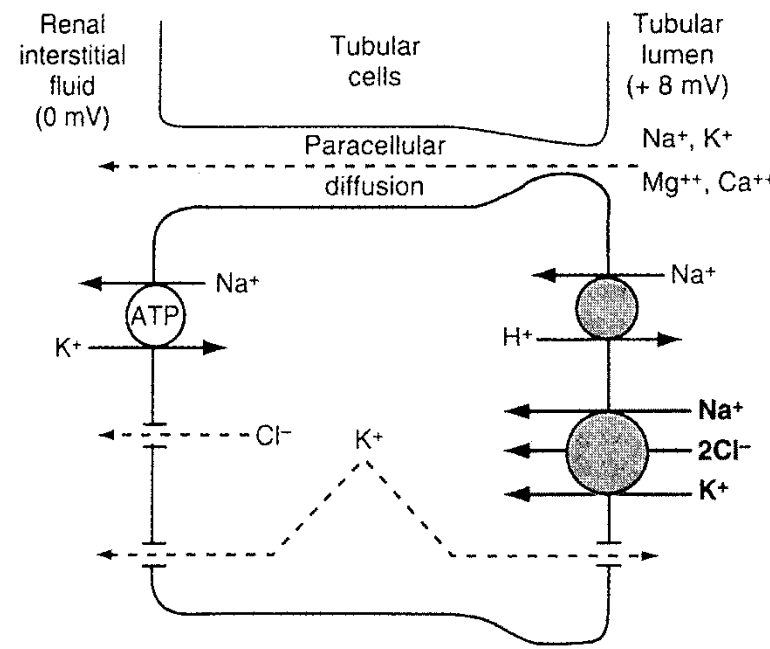 Renal
interstitial
fluid
(0 mV)
Tubular
cells
Tubular
lumen
(+ 8 mV)
Paracellular
diffusion
Na⁺, K⁺
Mg⁺⁺, Ca⁺⁺
Na⁺
ATP
K⁺
Na⁺
H⁺
Cl⁻
K⁺
Na⁺
2Cl⁻
K⁺